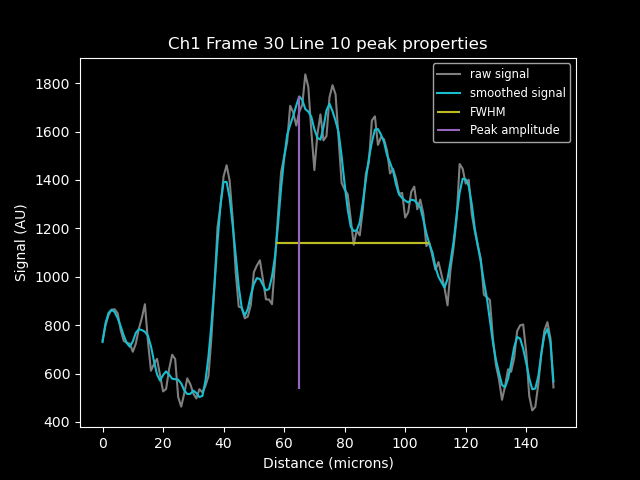 Ch1 Frame 30 Line 10 peak properties
raw signal
smoothed signal
FWHM
Peak amplitude
Signal (AU)
1800
1600
1400
1200
1000
800
600
400
0 20 40 60 80 100 120 140
Distance (microns)